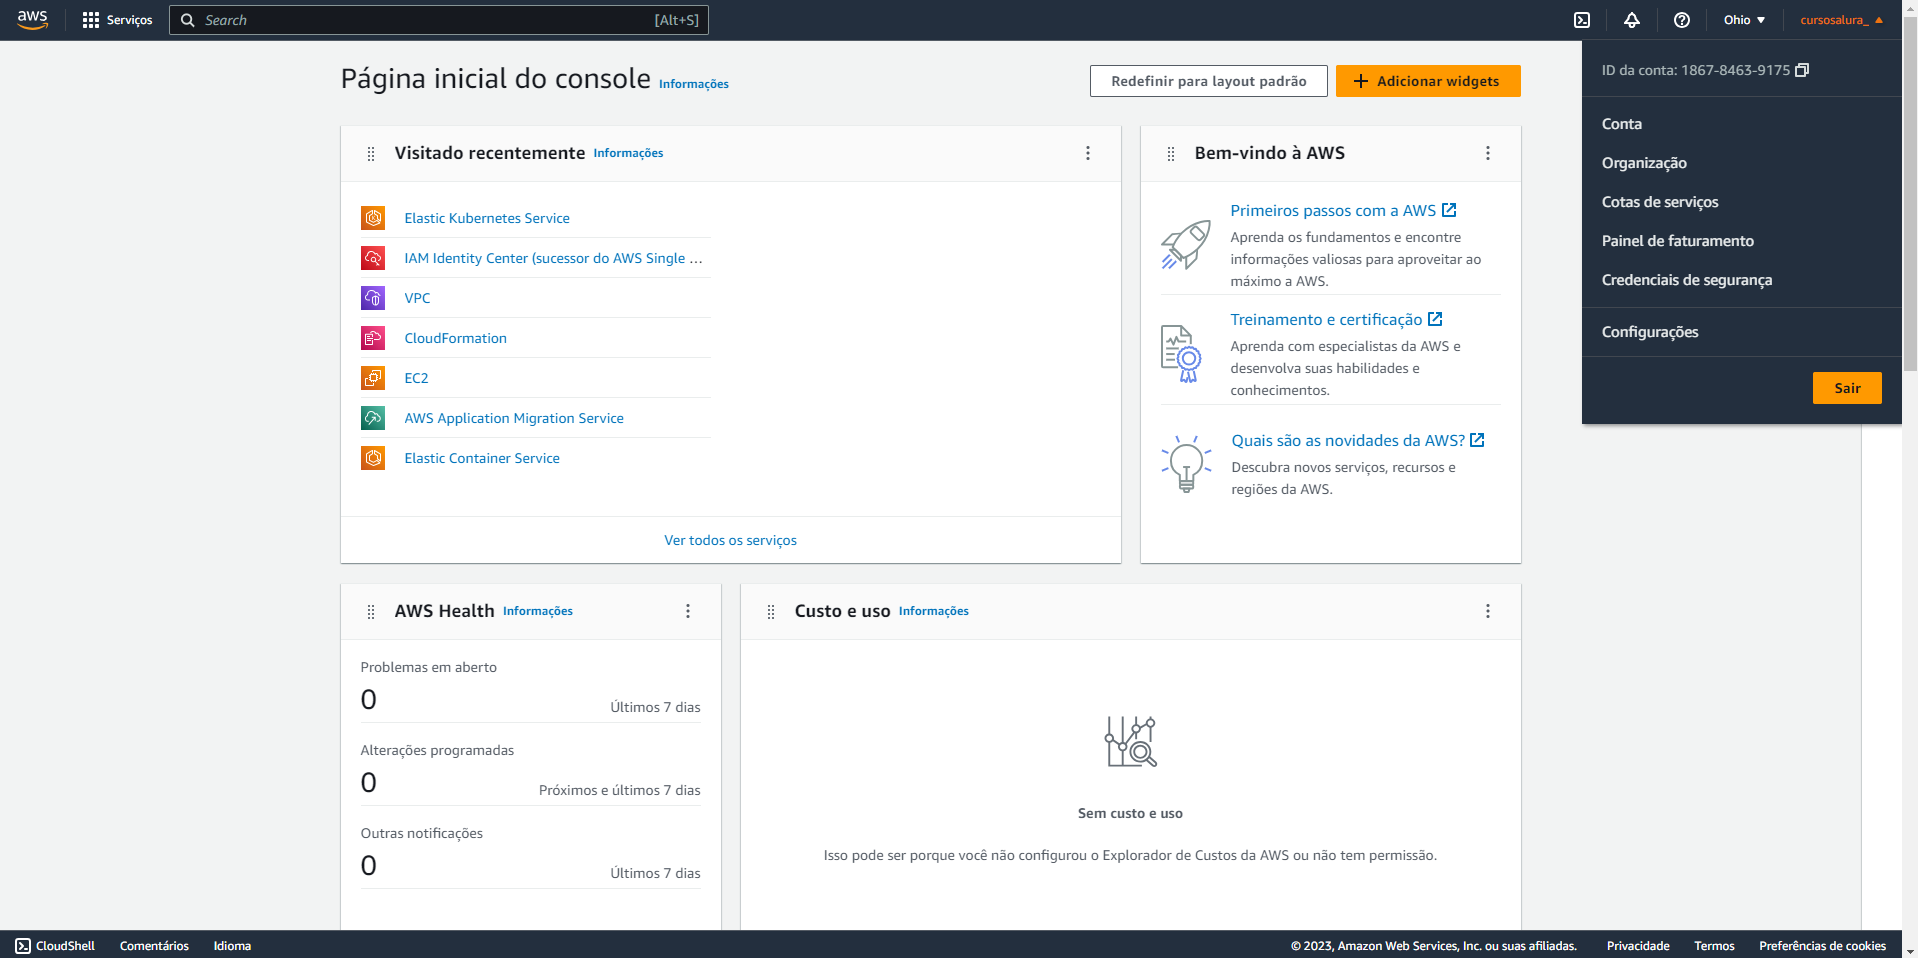 aws
Serviços
Search
[Alt+S]
Ohio
cursosalura_
ID da conta: 1867-8463-9175
Conta
Organização
Cotas de serviços
Painel de faturamento
Credenciais de segurança
Configurações
Sair
Página inicial do console
Informações
Redefinir para layout padrão
Adicionar widgets
Visitado recentemente
Informações
Elastic Kubernetes Service
IAM Identity Center (sucessor do AWS Single ...
VPC
CloudFormation
EC2
AWS Application Migration Service
Elastic Container Service
Ver todos os serviços
Bem-vindo à AWS
Primeiros passos com a AWS
Aprenda os fundamentos e encontre
informações valiosas para aproveitar ao
máximo a AWS.
Treinamento e certificação
Aprenda com especialistas da AWS e
desenvolva suas habilidades e
conhecimentos.
Quais são as novidades da AWS?
Descubra novos serviços, recursos e
regiões da AWS.
AWS Health
Informações
Problemas em aberto
0
Últimos 7 dias
Alterações programadas
0
Próximos e últimos 7 dias
Outras notificações
0
Últimos 7 dias
Custo e uso
Informações
Sem custo e uso
Isso pode ser porque você não configurou o Explorador de Custos da AWS ou não tem permissão.
CloudShell
Comentários
Idioma
© 2023, Amazon Web Services, Inc. ou suas afiliadas.
Privacidade
Termos
Preferências de cookies